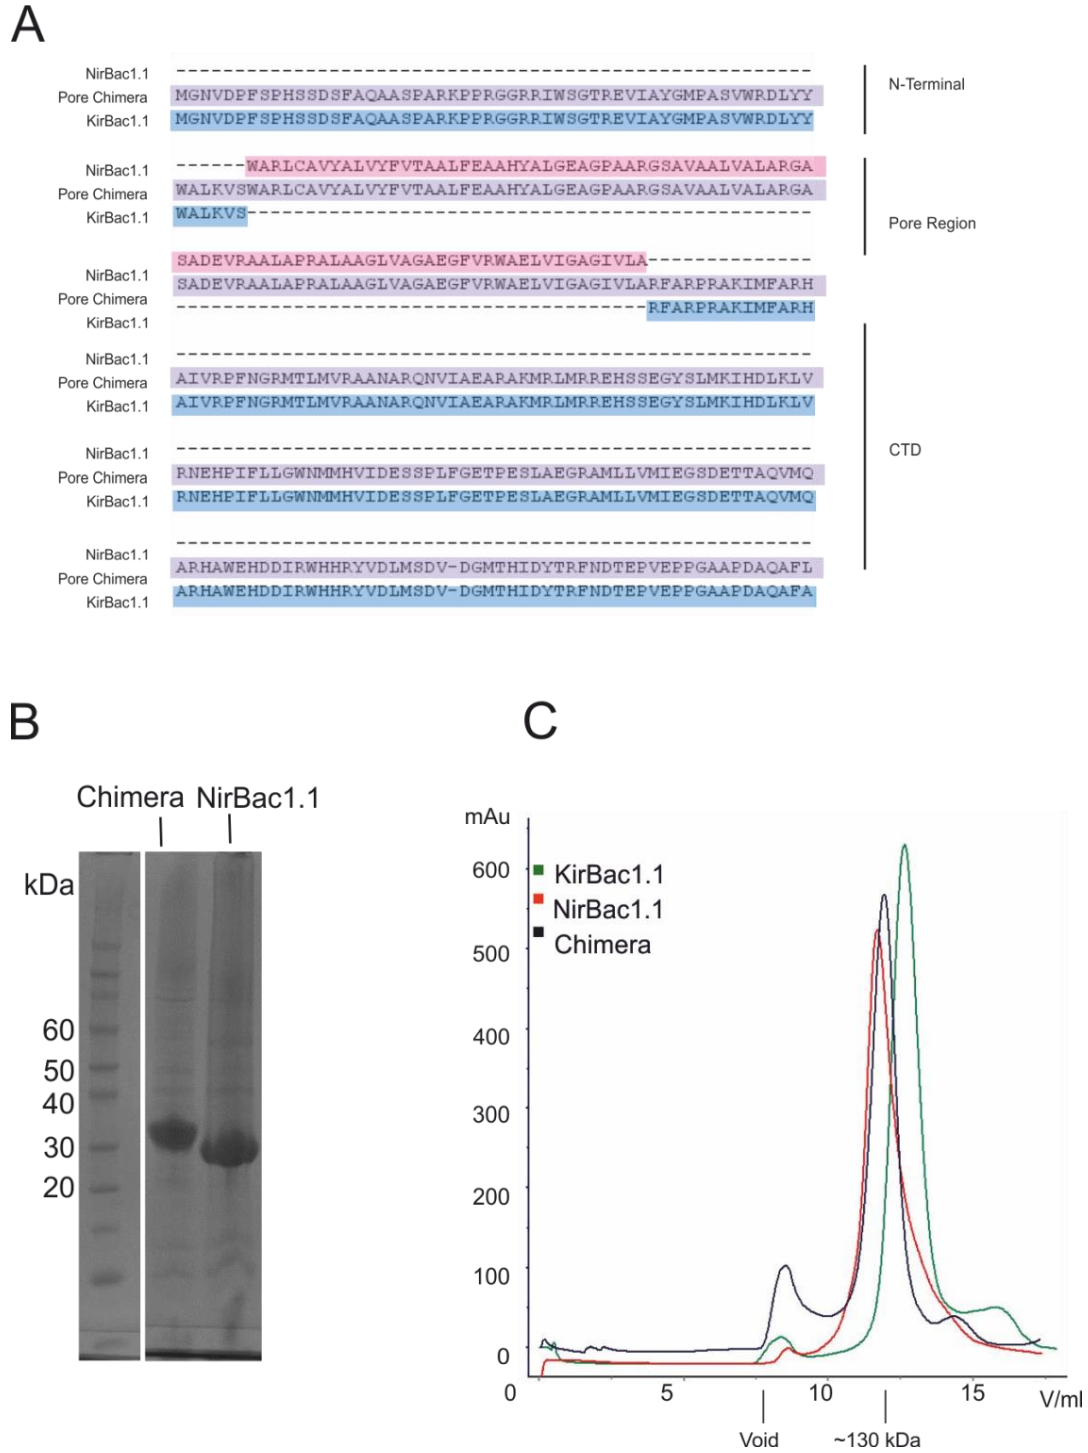 A
NirBac1.1 ------------------------------------------------------ N-Terminal
Pore Chimera MGNVDPFSPHSSDSFAQAASPARKPPRGGRRIWSGTREVIAYGMPASVWRDLYY
KirBac1.1 MGNVDPFSPHSSDSFAQAASPARKPPRGGRRIWSGTREVIAYGMPASVWRDLYY
NirBac1.1 ------WARLCAVYALVYFVTAALFEAAHYALGEAGPAARGSAVAALVALARGA
Pore Chimera WALKVSWARLCAVYALVYFVTAALFEAAHYALGEAGPAARGSAVAALVALARGA
KirBac1.1 WALKVS------------------------------------------------ Pore Region
NirBac1.1 SADEVRAALAPRALAAGLVAGAEGFVRWAELVIGAGIVLA--------------
Pore Chimera SADEVRAALAPRALAAGLVAGAEGFVRWAELVIGAGIVLARFARPRAKIMFARH
KirBac1.1 ----------------------------------------RFARPRAKIMFARH
NirBac1.1 ------------------------------------------------------
Pore Chimera AIVRPFNGRMTLMVRAANARQNVIAEARAKMRLMRREHSSEGYSLMKIHDLKLV
KirBac1.1 AIVRPFNGRMTLMVRAANARQNVIAEARAKMRLMRREHSSEGYSLMKIHDLKLV
NirBac1.1 ------------------------------------------------------ CTD
Pore Chimera RNEHPIFLLGWNMMHVIDESSPLFGETPESLAEGRAMLLVMIEGSDETTAQVMQ
KirBac1.1 RNEHPIFLLGWNMMHVIDESSPLFGETPESLAEGRAMLLVMIEGSDETTAQVMQ
NirBac1.1 ------------------------------------------------------
Pore Chimera ARHAWEHDDIRWHHRYVDLMSDV-DGMTHIDYTRFNDTEPVEPPGAAPDAQAFL
KirBac1.1 ARHAWEHDDIRWHHRYVDLMSDV-DGMTHIDYTRFNDTEPVEPPGAAPDAQAFA
B
Chimera NirBac1.1
kDa
60
50
40
30
20
C
mAu
600
500
400
300
200
100
0
KirBac1.1
NirBac1.1
Chimera
0 5 10 15 V/ml
Void ~130 kDa